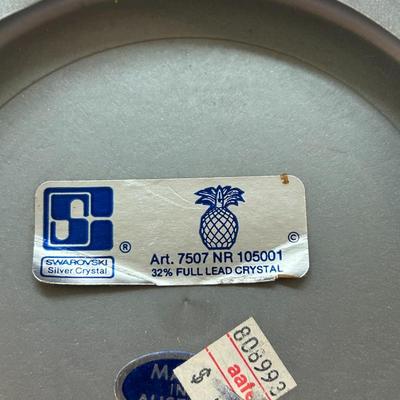 SWAROVSKI
Silver Crystal
®
©
Art. 7507 NR 105001
32% FULL LEAD CRYSTAL
808993
$